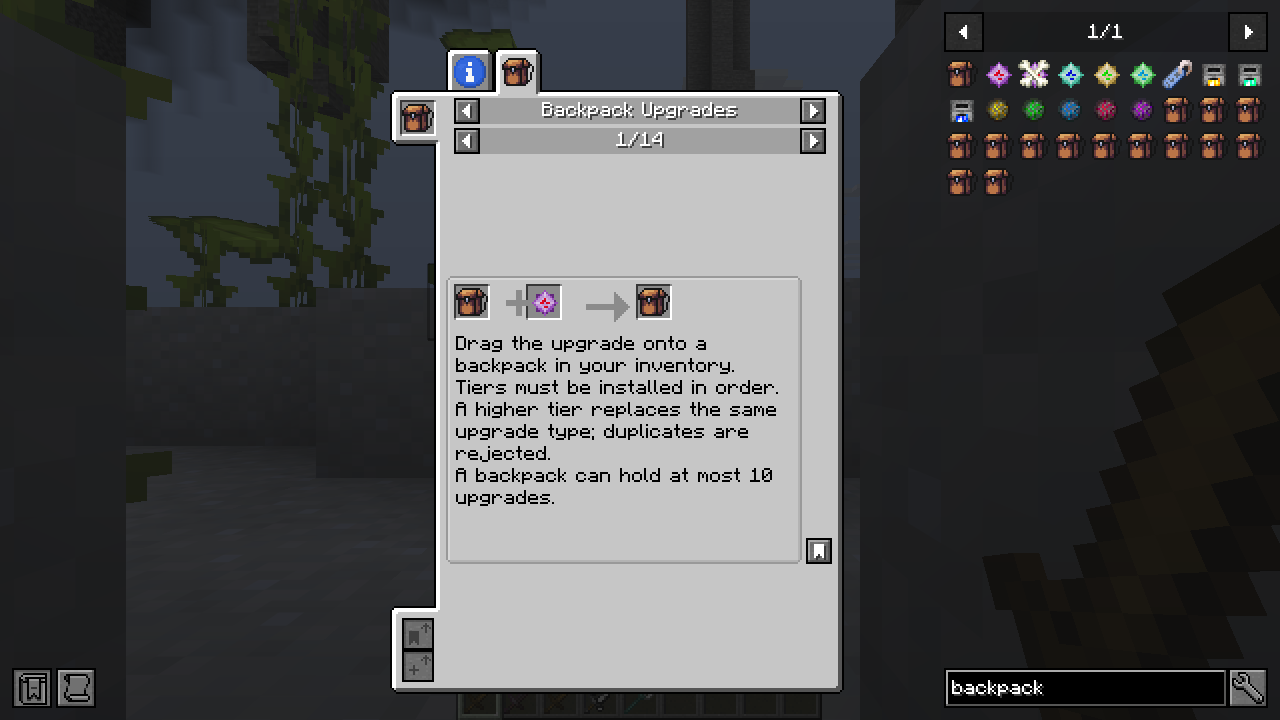 1/1
Backpack Upgrades
1/14
Drag the upgrade onto a
backpack in your inventory.
Tiers must be installed in order.
A higher tier replaces the same
upgrade type; duplicates are
rejected.
A backpack can hold at most 10
upgrades.
backpack